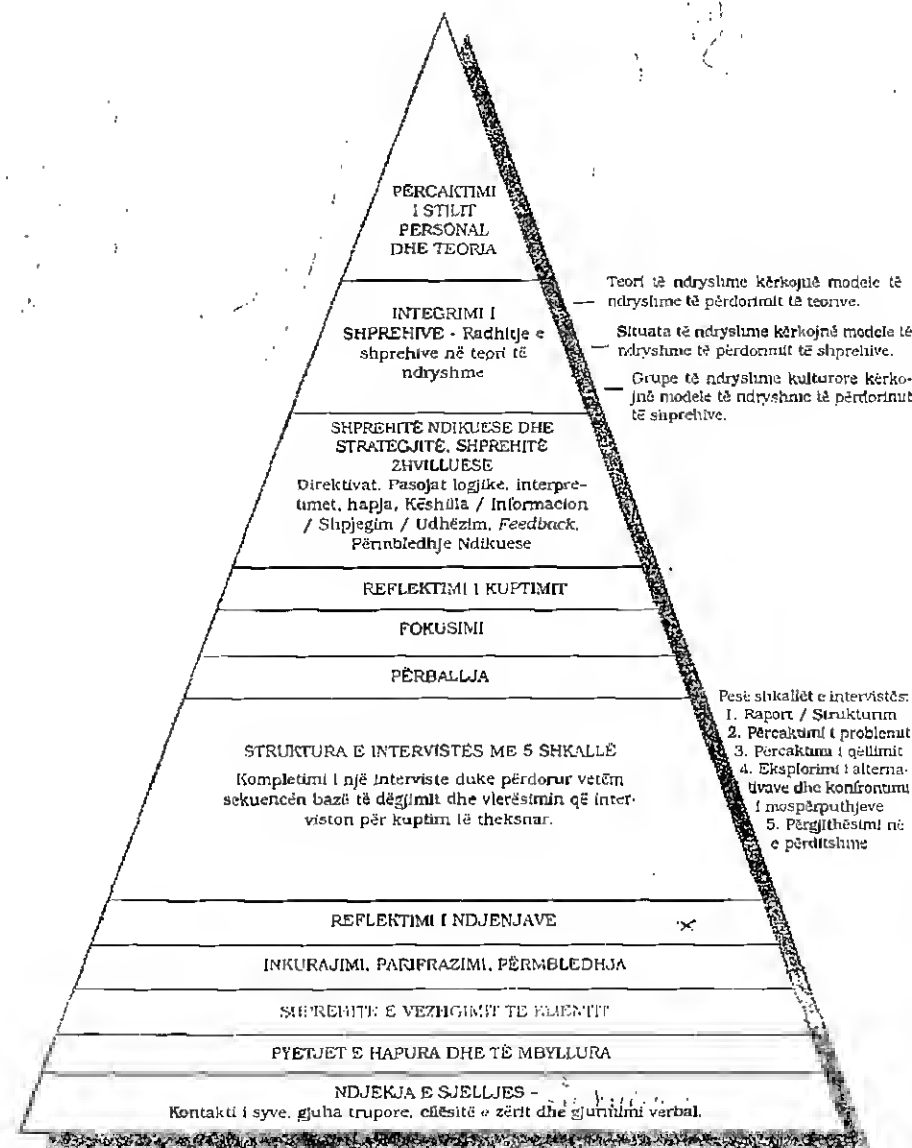 PËRCAKTIMI
I STILIT
PERSONAL
DHE TEORIA
INTEGRIMI I
SHPREHIVE - Radhitje e
shprehive në teori të
ndryshme
Teori të ndryshme kërkojnë modele të
ndryshme të përdorimit të teorive.
Situata të ndryshme kërkojnë modele të
ndryshme të përdorimit të shprehive.
Grupe të ndryshme kulturore kërko-
jnë modele të ndryshme të përdorimit
të shprehive.
SHPREHITË NDIKUESE DHE
STRATEGJITË, SHPREHITË
ZHVILLUESE
Direktivat, Pasojat logjike, interpre-
timet, hapja, Këshilla / Informacion
/ Shpjegim / Udhëzim, Feedback,
Përmbledhje Ndikuese
REFLEKTIMI I KUPTIMIT
FOKUSIMI
PËRBALLJA
STRUKTURA E INTERVISTËS ME 5 SHKALLË
Kompletimi i një interviste duke përdorur vetëm
sekuencën bazë të dëgjimit dhe vlerësimin që inter-
viston për kuptim të theksuar.
Pesë shkallët e intervistës:
1. Raport / Strukturim
2. Përcaktimi i problemit
3. Përcaktimi i qëllimit
4. Eksplorimi i alterna-
tivave dhe konfrontimi
i mospërputhjeve
5. Përgjithësimi në
e përditshme
REFLEKTIMI I NDJENJAVE
INKURAJIMI, PARIFRAZIMI, PËRMBLEDHJA
SHPREHITË E VEZHGIMIT TË KLIENTIT
PYETJET E HAPURA DHE TË MBYLLURA
NDJEKJA E SJELLJES -
Kontakti i syve, gjuha trupore, cilësitë e zërit dhe gjurmimi verbal.